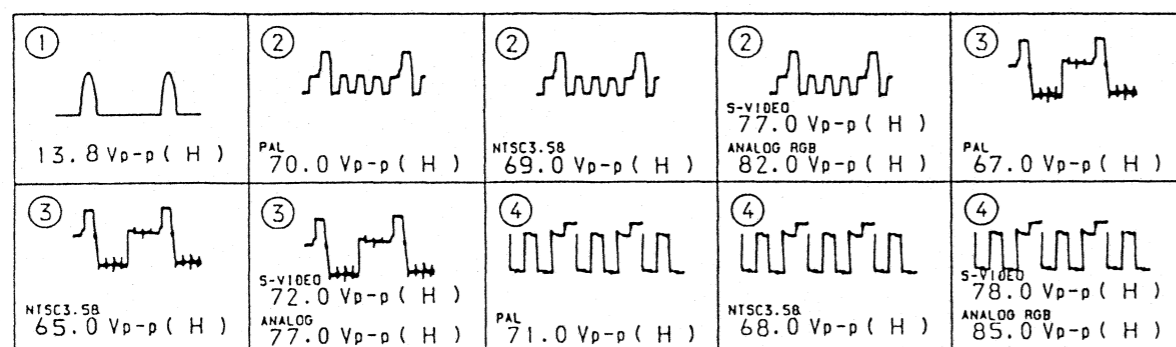 ①
13.8 Vp-p ( H )
②
PAL
70.0 Vp-p ( H )
②
NTSC3.58
69.0 Vp-p ( H )
②
S-VIDEO
77.0 Vp-p ( H )
ANALOG RGB
82.0 Vp-p ( H )
③
PAL
67.0 Vp-p ( H )
③
NTSC3.58
65.0 Vp-p ( H )
③
S-VIDEO
72.0 Vp-p ( H )
ANALOG
77.0 Vp-p ( H )
④
PAL
71.0 Vp-p ( H )
④
NTSC3.58
68.0 Vp-p ( H )
④
S-VIDEO
78.0 Vp-p ( H )
ANALOG RGB
85.0 Vp-p ( H )